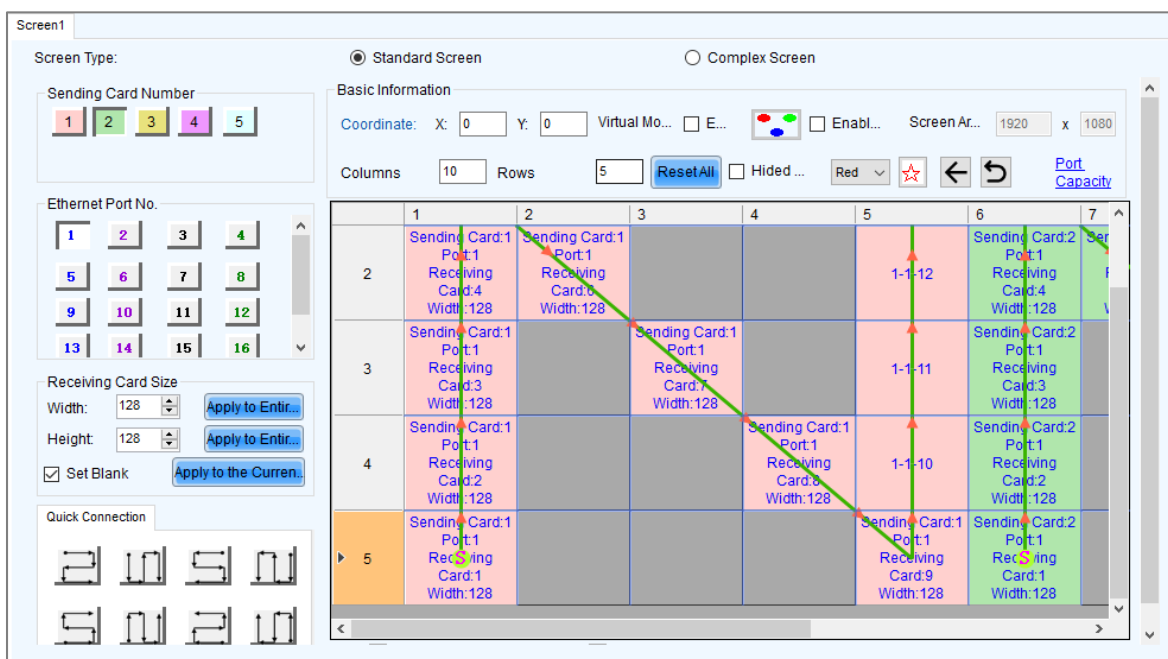 Screen1
Screen Type:
Standard Screen
Complex Screen
Sending Card Number
1 2 3 4 5
Basic Information
Coordinate: X: 0 Y: 0 Virtual Mo... E... Enabl... Screen Ar... 1920 x 1080
Columns 10 Rows 5 Reset All Hided ... Red Port
Capacity
Ethernet Port No.
1 2 3 4
5 6 7 8
9 10 11 12
13 14 15 16
Receiving Card Size
Width: 128 Apply to Entir...
Height: 128 Apply to Entir...
Set Blank Apply to the Curren...
Quick Connection
1 2 3 4 5 6 7
2
Sending Card:1
Port:1
Receiving
Card:4
Width:128
Sending Card:1
Port:1
Receiving
Card:6
Width:128
1-1-12
Sending Card:2
Port:1
Receiving
Card:4
Width:128
3
Sending Card:1
Port:1
Receiving
Card:3
Width:128
Sending Card:1
Port:1
Receiving
Card:7
Width:128
1-1-11
Sending Card:2
Port:1
Receiving
Card:3
Width:128
4
Sending Card:1
Port:1
Receiving
Card:2
Width:128
Sending Card:1
Port:1
Receiving
Card:8
Width:128
1-1-10
Sending Card:2
Port:1
Receiving
Card:2
Width:128
5
Sending Card:1
Port:1
Receiving
Card:1
Width:128
S
Sending Card:1
Port:1
Receiving
Card:9
Width:128
Sending Card:2
Port:1
Receiving
Card:1
Width:128
S